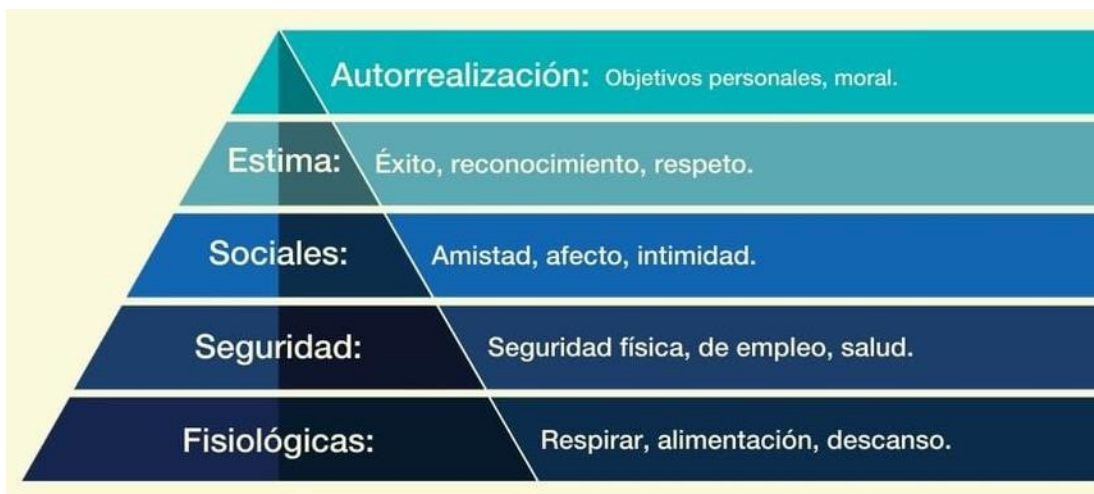 Autorrealización: Objetivos personales, moral.
Estima: Éxito, reconocimiento, respeto.
Sociales: Amistad, afecto, intimidad.
Seguridad: Seguridad física, de empleo, salud.
Fisiológicas: Respirar, alimentación, descanso.